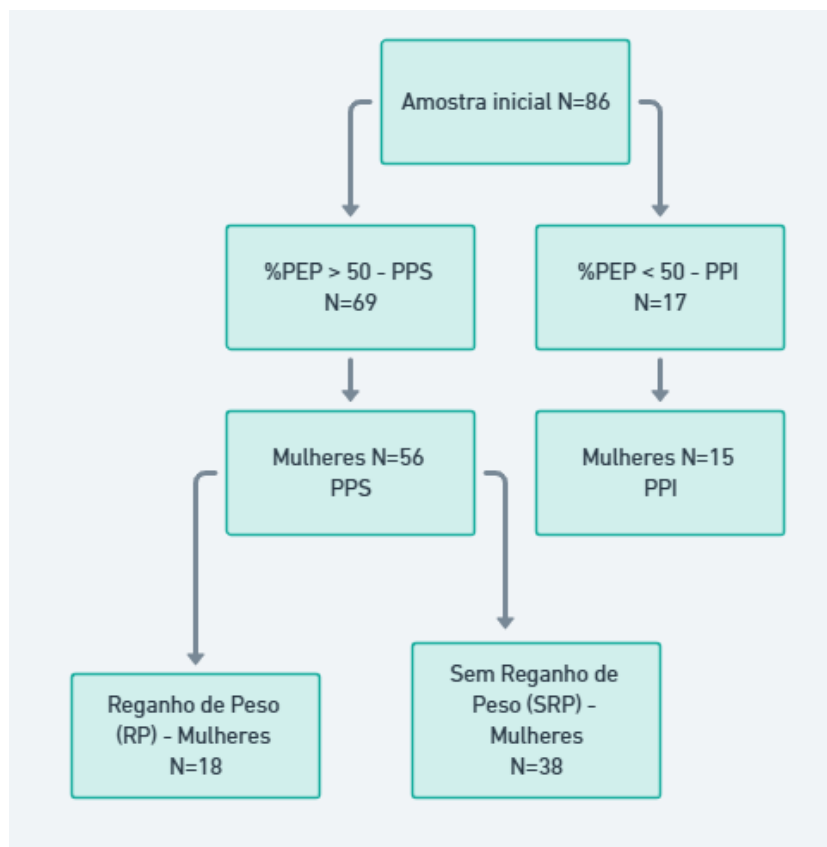 Amostra inicial N=86
%PEP > 50 - PPS
N=69
%PEP < 50 - PPI
N=17
Mulheres N=56
PPS
Mulheres N=15
PPI
Reganho de Peso
(RP) - Mulheres
N=18
Sem Reganho de
Peso (SRP) -
Mulheres
N=38